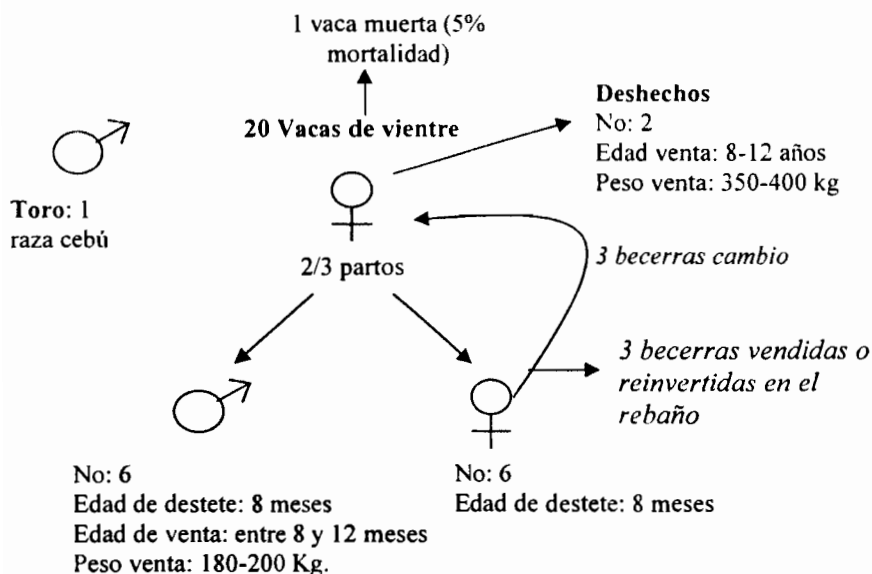 1 vaca muerta (5%
mortalidad)
20 Vacas de vientre
Deshechos
No: 2
Edad venta: 8-12 años
Peso venta: 350-400 kg
Toro: 1
raza cebú
2/3 partos
3 becerras cambio
3 becerras vendidas o
reinvertidas en el
rebaño
No: 6
Edad de destete: 8 meses
Edad de venta: entre 8 y 12 meses
Peso venta: 180-200 Kg.
No: 6
Edad de destete: 8 meses